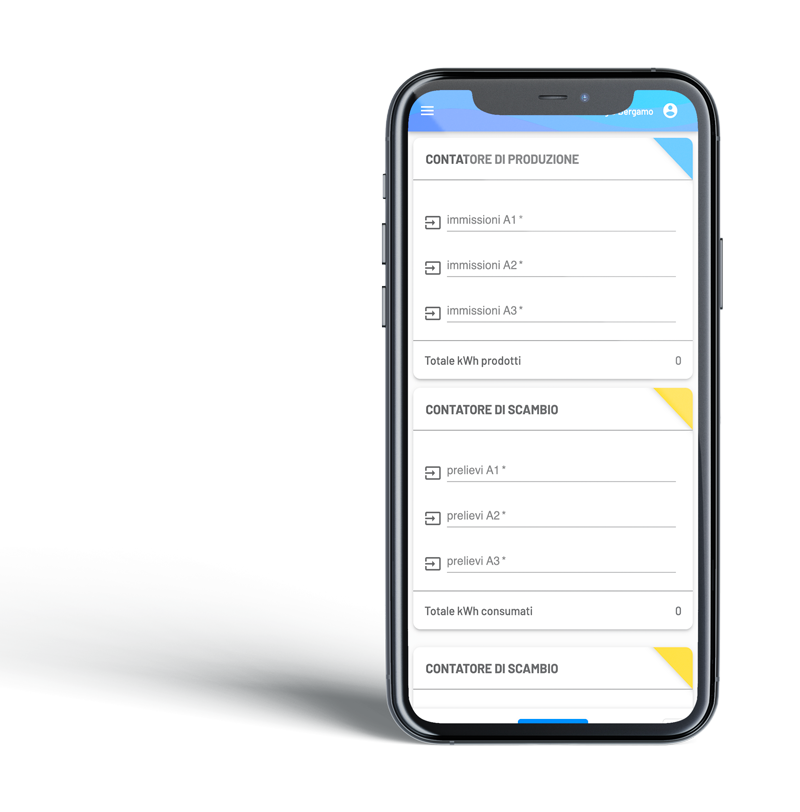 Bergamo
CONTATORE DI PRODUZIONE
immissioni A1 *
immissioni A2 *
immissioni A3 *
Totale kWh prodotti 0
CONTATORE DI SCAMBIO
prelievi A1 *
prelievi A2 *
prelievi A3 *
Totale kWh consumati 0
CONTATORE DI SCAMBIO